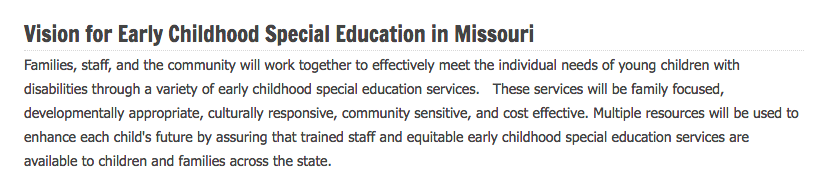 Vision for Early Childhood Special Education in Missouri
Families, staff, and the community will work together to effectively meet the individual needs of young children with
disabilities through a variety of early childhood special education services.   These services will be family focused,
developmentally appropriate, culturally responsive, community sensitive, and cost effective. Multiple resources will be used to
enhance each child's future by assuring that trained staff and equitable early childhood special education services are
available to children and families across the state.